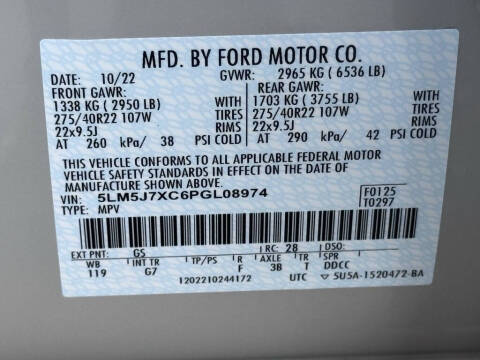 MFD. BY FORD MOTOR CO.
DATE: 10/22 GVWR: 2965 KG ( 6536 LB)
FRONT GAWR: REAR GAWR:
1338 KG ( 2950 LB) WITH 1703 KG ( 3755 LB) WITH
275/40R22 107W TIRES 275/40R22 107W TIRES
22x9.5J RIMS 22x9.5J RIMS
AT 260 kPa/ 38 PSI COLD AT 290 kPa/ 42 PSI COLD
THIS VEHICLE CONFORMS TO ALL APPLICABLE FEDERAL MOTOR
VEHICLE SAFETY STANDARDS IN EFFECT ON THE DATE OF
MANUFACTURE SHOWN ABOVE.
VIN: 5LM5J7XC6PGL08974 F0125
TYPE: MPV T0297
EXT PNT: GS RC: 28 DSO:
WB INT TR TP/PS R AXLE TR SPR
119 G7 F 38 T DDCC
1202210244172 UTC 5U5A-1520472-BA